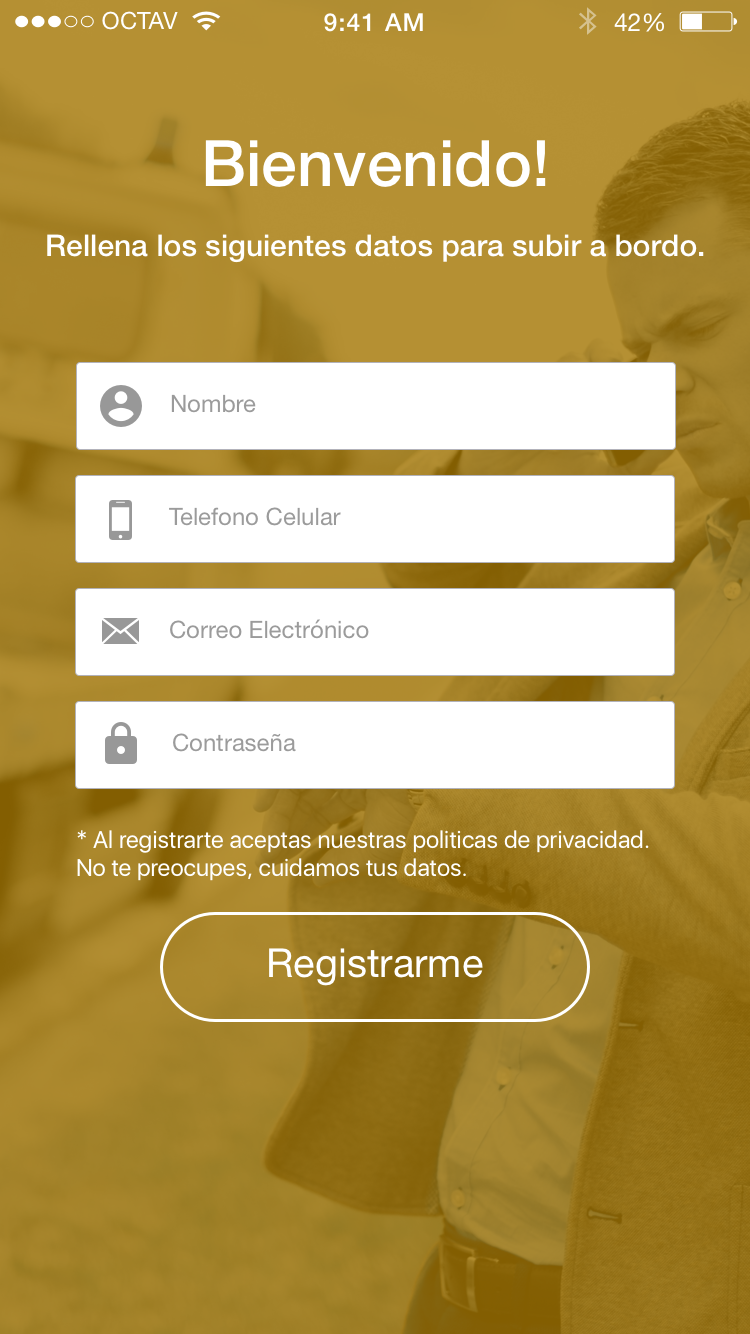 OCTAV 9:41 AM 42%
Bienvenido!
Rellena los siguientes datos para subir a bordo.
Nombre
Telefono Celular
Correo Electrónico
Contraseña
* Al registrarte aceptas nuestras politicas de privacidad.
No te preocupes, cuidamos tus datos.
Registrarme